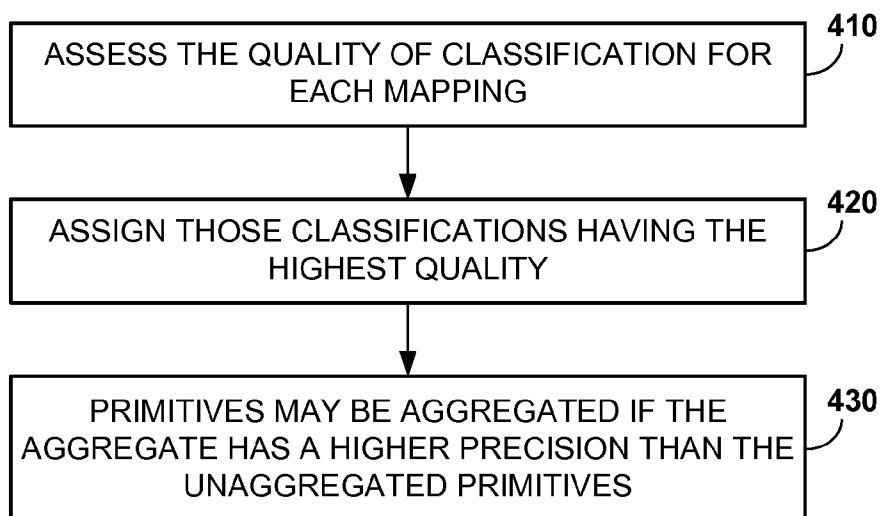 410
ASSESS THE QUALITY OF CLASSIFICATION FOR
EACH MAPPING
420
ASSIGN THOSE CLASSIFICATIONS HAVING THE
HIGHEST QUALITY
430
PRIMITIVES MAY BE AGGREGATED IF THE
AGGREGATE HAS A HIGHER PRECISION THAN THE
UNAGGREGATED PRIMITIVES.